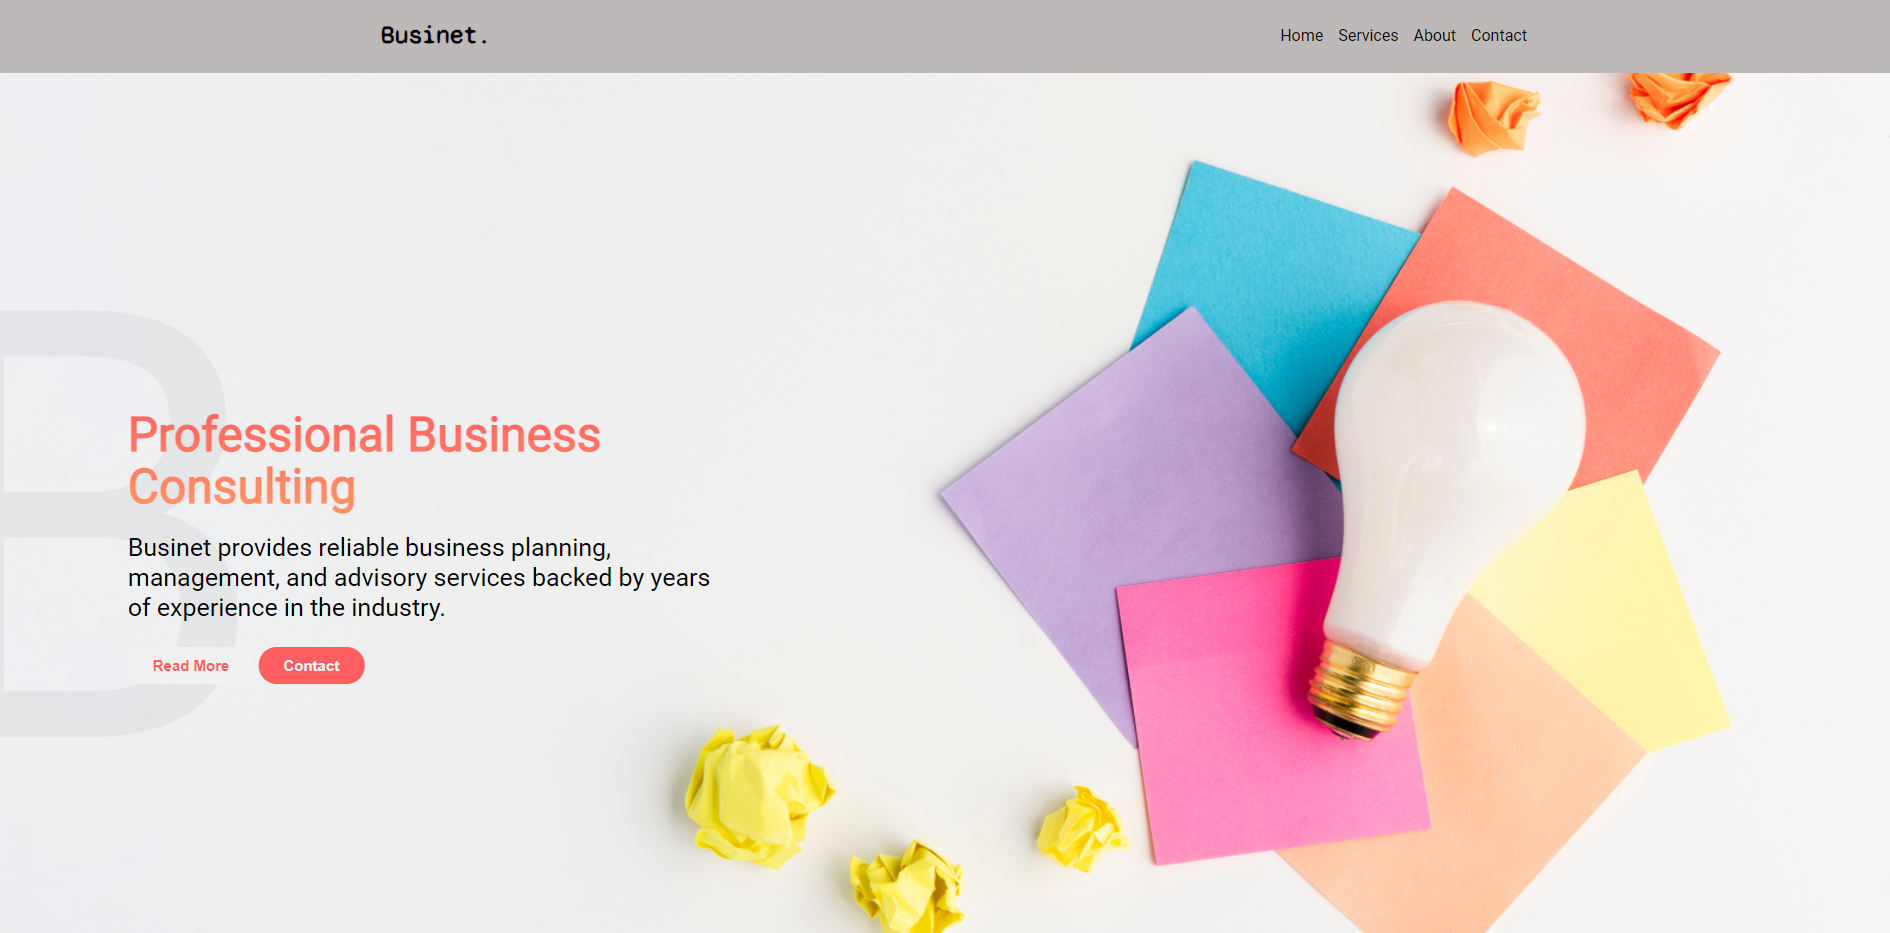 Businet.
Home Services About Contact
B
Professional Business
Consulting
Businet provides reliable business planning,
management, and advisory services backed by years
of experience in the industry.
Read More Contact